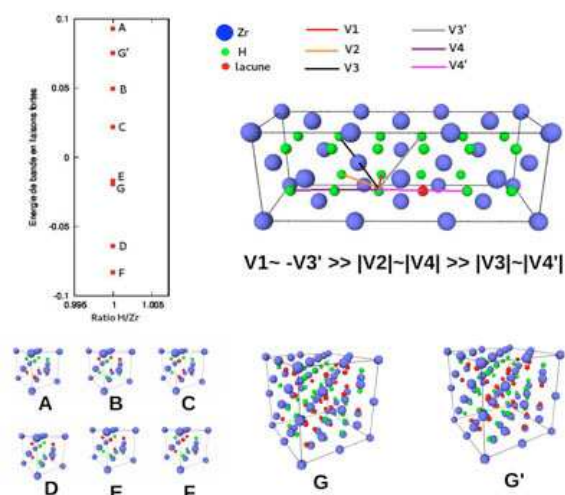 0.1
0.05
0
-0.05
-0.1
Energie de bande en liaisons fortes
A
G'
B
C
E
G
D
F
0.995
1
1.005
Ratio H/Zr
Zr
H
lacune
V1
V2
V3
V3'
V4
V4'
V1~ -V3' >> |V2|~|V4| >> |V3|~|V4'|
A
B
C
D
E
F
G
G'